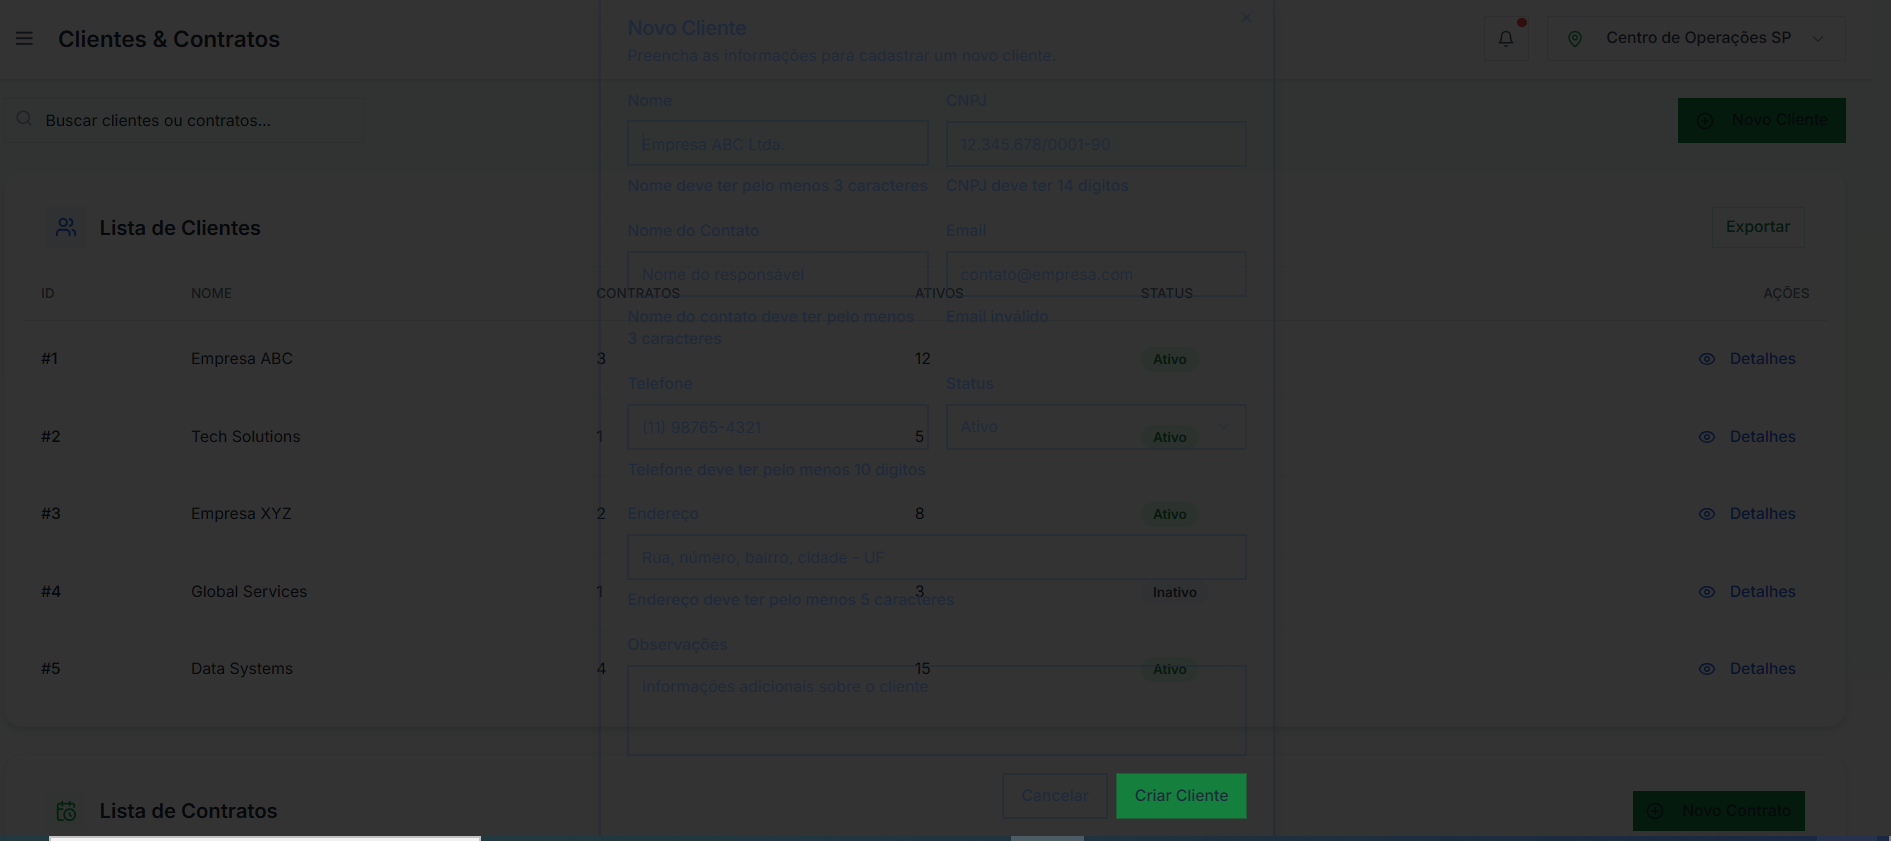 Clientes & Contratos
Centro de Operações SP
Novo Cliente
Preencha as informações para cadastrar um novo cliente.
Buscar clientes ou contratos...
Novo Cliente
Nome
CNPJ
Empresa ABC Ltda.
12.345.678/0001-90
Nome deve ter pelo menos 3 caracteres
CNPJ deve ter 14 dígitos
Lista de Clientes
Exportar
Nome do Contato
Email
Nome do responsável
contato@empresa.com
ID NOME CONTRATOS ATIVOS STATUS AÇÕES
Nome do contato deve ter pelo menos
3 caracteres
Email inválido
#1 Empresa ABC 3 12 Ativo Detalhes
Telefone
Status
(11) 98765-4321
Ativo
#2 Tech Solutions 1 5 Ativo Detalhes
Telefone deve ter pelo menos 10 dígitos
#3 Empresa XYZ 2 8 Ativo Detalhes
Endereço
Rua, número, bairro, cidade - UF
#4 Global Services 1 3 Inativo Detalhes
Endereço deve ter pelo menos 5 caracteres
Observações
#5 Data Systems 4 15 Ativo Detalhes
Informações adicionais sobre o cliente
Cancelar
Criar Cliente
Lista de Contratos
Novo Contrato